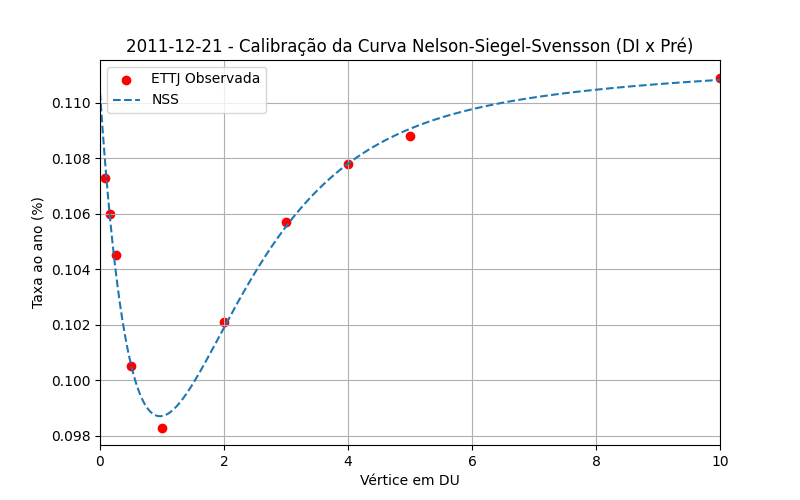 2011-12-21 - Calibração da Curva Nelson-Siegel-Svensson (DI x Pré)
ETTJ Observada
NSS
Taxa ao ano (%)
0.110
0.108
0.106
0.104
0.102
0.100
0.098
0 2 4 6 8 10
Vértice em DU